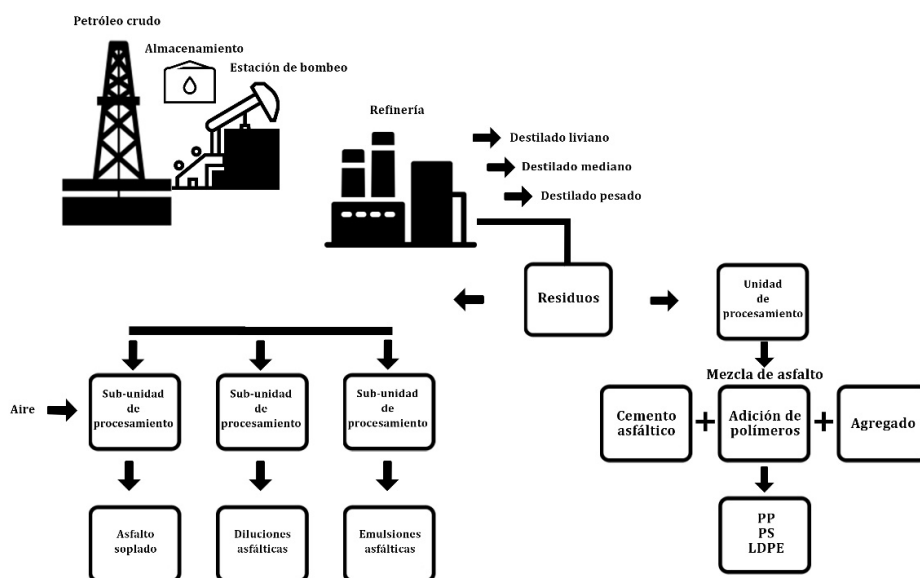 Petróleo crudo
Almacenamiento
Estación de bombeo
Refinería
Destilado liviano
Destilado mediano
Destilado pesado
Residuos
Unidad
de
procesamiento
Mezcla de asfalto
Cemento
asfáltico
+
Adición de
polímeros
+
Agregado
PP
PS
LDPE
Aire
Sub-unidad
de
procesamiento
Sub-unidad
de
procesamiento
Sub-unidad
de
procesamiento
Asfalto
soplado
Diluciones
asfálticas
Emulsiones
asfálticas